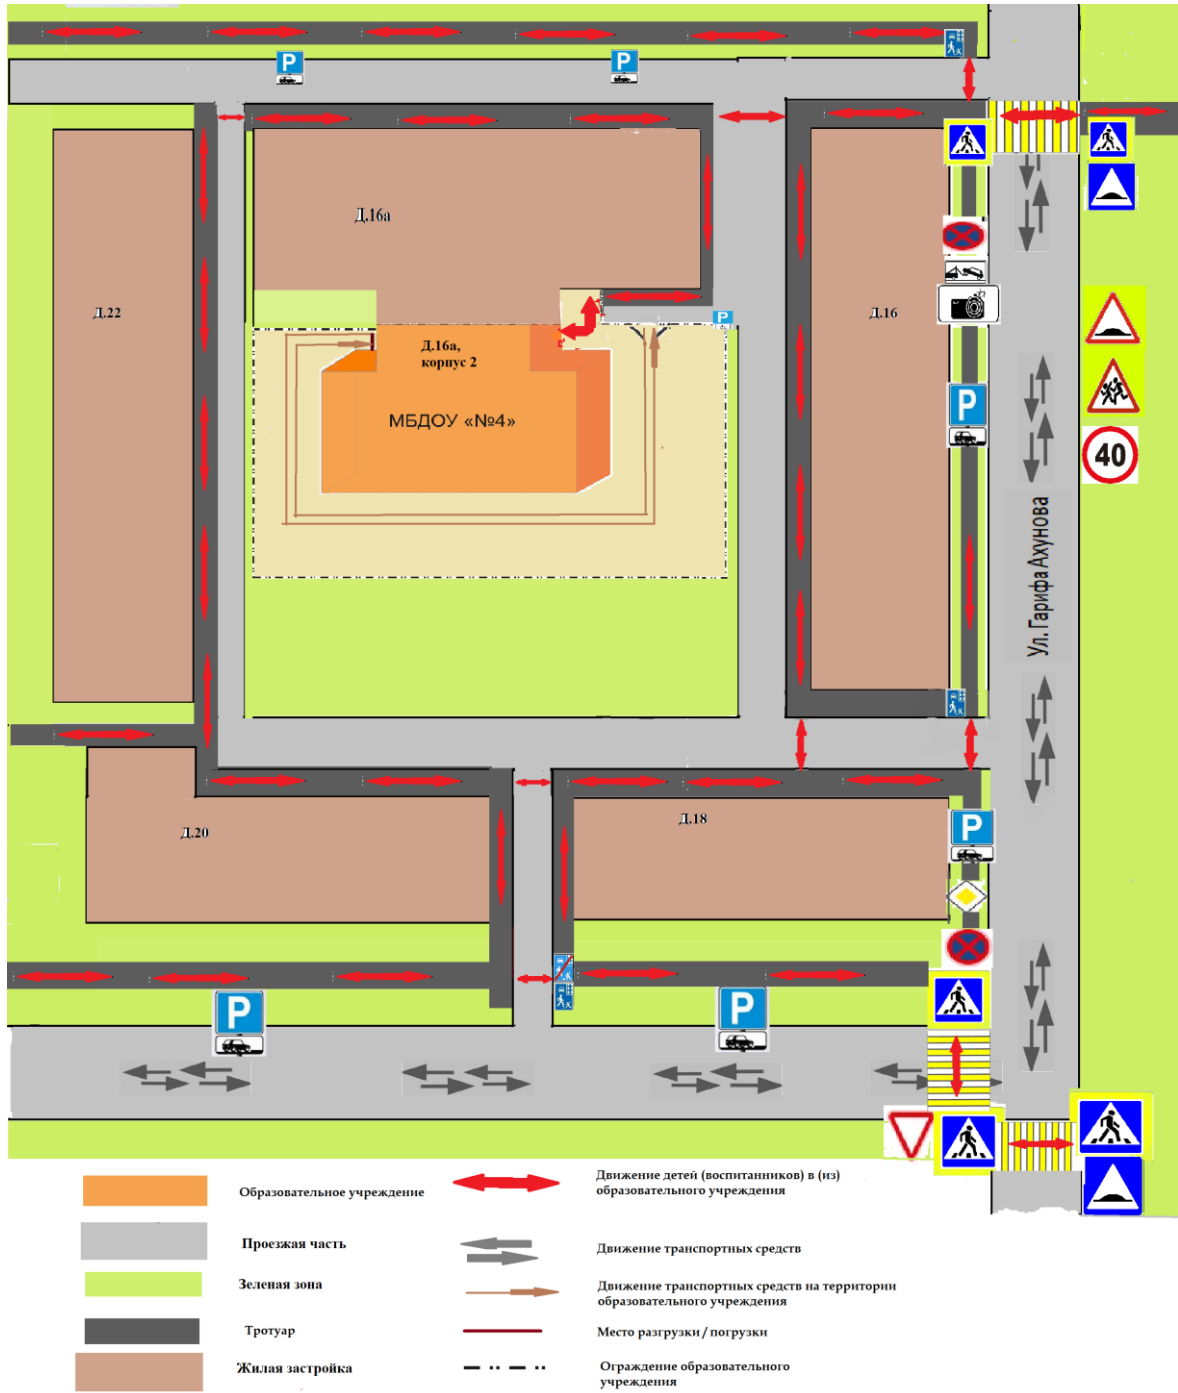 P
P
Д.16а
Д.22
Д.16
P
Д.16а,
корпус 2
МБДОУ «№4»
P
40
Ул. Гарифа Ахунова
Д.20
Д.18
P
P
P
Образовательное учреждение
Движение детей (воспитанников) в (из)
образовательного учреждения
Проезжая часть
Движение транспортных средств
Зеленая зона
Движение транспортных средств на территории
образовательного учреждения
Тротуар
Место разгрузки / погрузки
Жилая застройка
Ограждение образовательного
учреждения